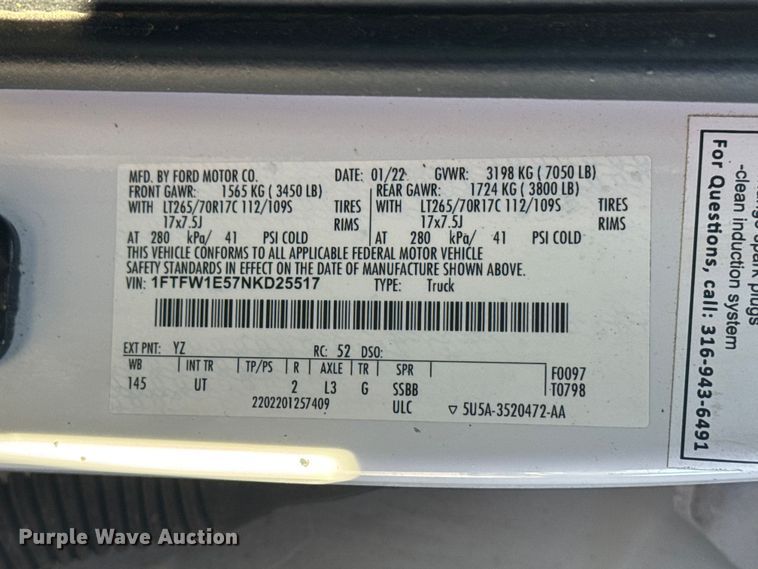 MFD. BY FORD MOTOR CO. DATE: 01/22 GVWR: 3198 KG ( 7050 LB)
FRONT GAWR: 1565 KG ( 3450 LB) REAR GAWR: 1724 KG ( 3800 LB)
WITH LT265/70R17C 112/109S TIRES WITH LT265/70R17C 112/109S TIRES
17x7.5J RIMS 17x7.5J RIMS
AT 280 kPa/ 41 PSI COLD AT 280 kPa/ 41 PSI COLD
THIS VEHICLE CONFORMS TO ALL APPLICABLE FEDERAL MOTOR VEHICLE
SAFETY STANDARDS IN EFFECT ON THE DATE OF MANUFACTURE SHOWN ABOVE.
VIN: 1FTFW1E57NKD25517 TYPE: Truck
EXT PNT: YZ RC: 52 DSO:
WB INT TR TP/PS R AXLE TR SPR F0097
145 UT 2 L3 G SSBB T0798
2202201257409 ULC ▽ 5U5A-3520472-AA
spark plugs
-clean induction system
For Questions, call: 316-943-6491
Purple Wave Auction